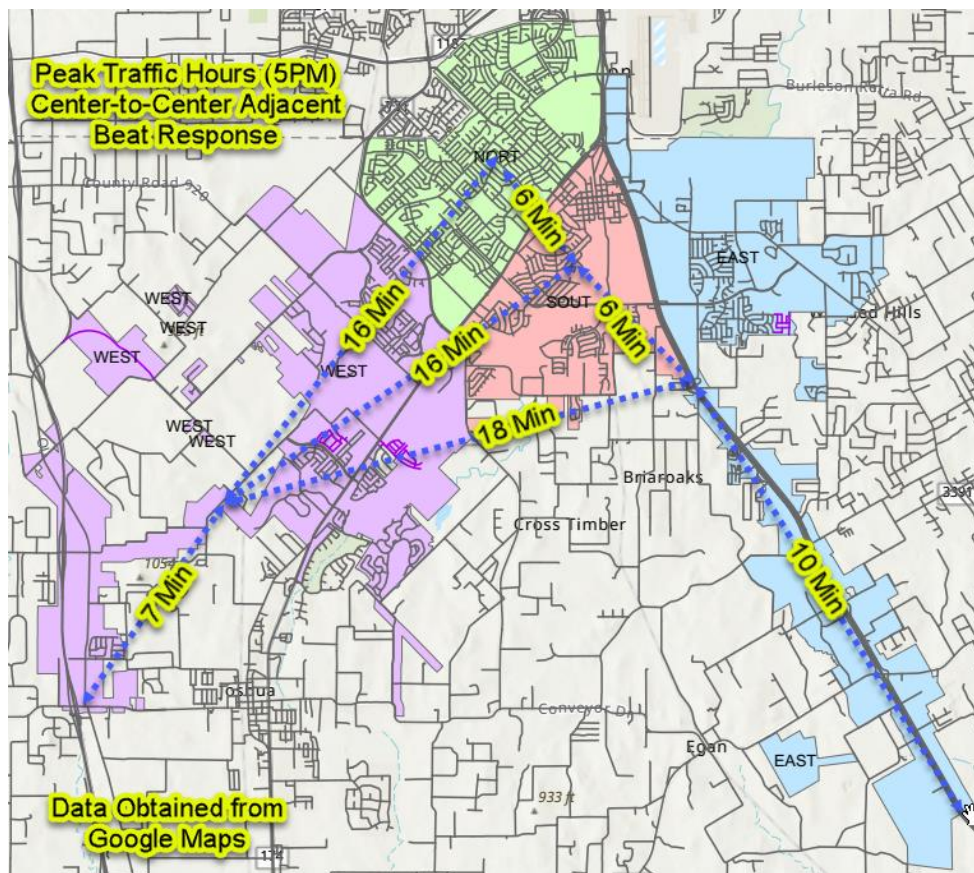 Peak Traffic Hours (5PM)
Center-to-Center Adjacent
Beat Response
Burleson Retta Rd
County Road 920
NORT
6 Min
EAST
WEST
SOUT
16 Min
6 Min
WEST
WEST
16 Min
WEST
18 Min
WEST
WEST
Briaroaks
Cross Timber
7 Min
10 Min
Joshua
Conveyor Dr
Egan
EAST
933 ft
Data Obtained from
Google Maps
174